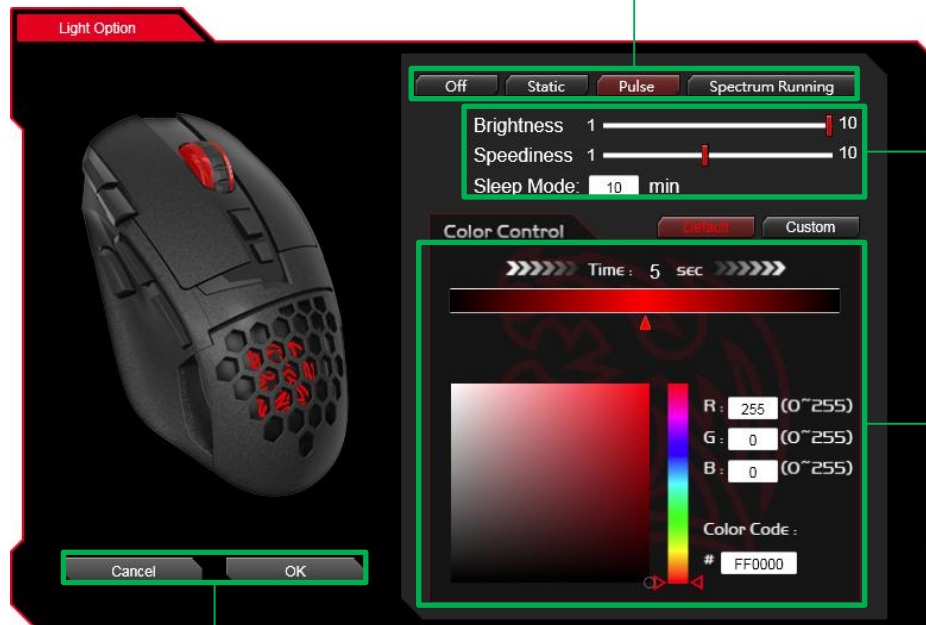 Light Option
Off Static Pulse Spectrum Running
Brightness 1 10
Speediness 1 10
Sleep Mode: 10 min
Color Control Default Custom
Time: 5 sec
R: 255 (0~255)
G: 0 (0~255)
B: 0 (0~255)
Color Code:
# FF0000
Cancel OK